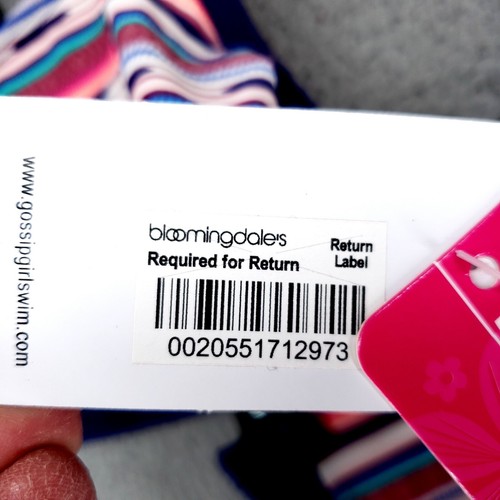 www.gossipgirlswim.com
bloomingdale's
Return
Label
Required for Return
0020551712973